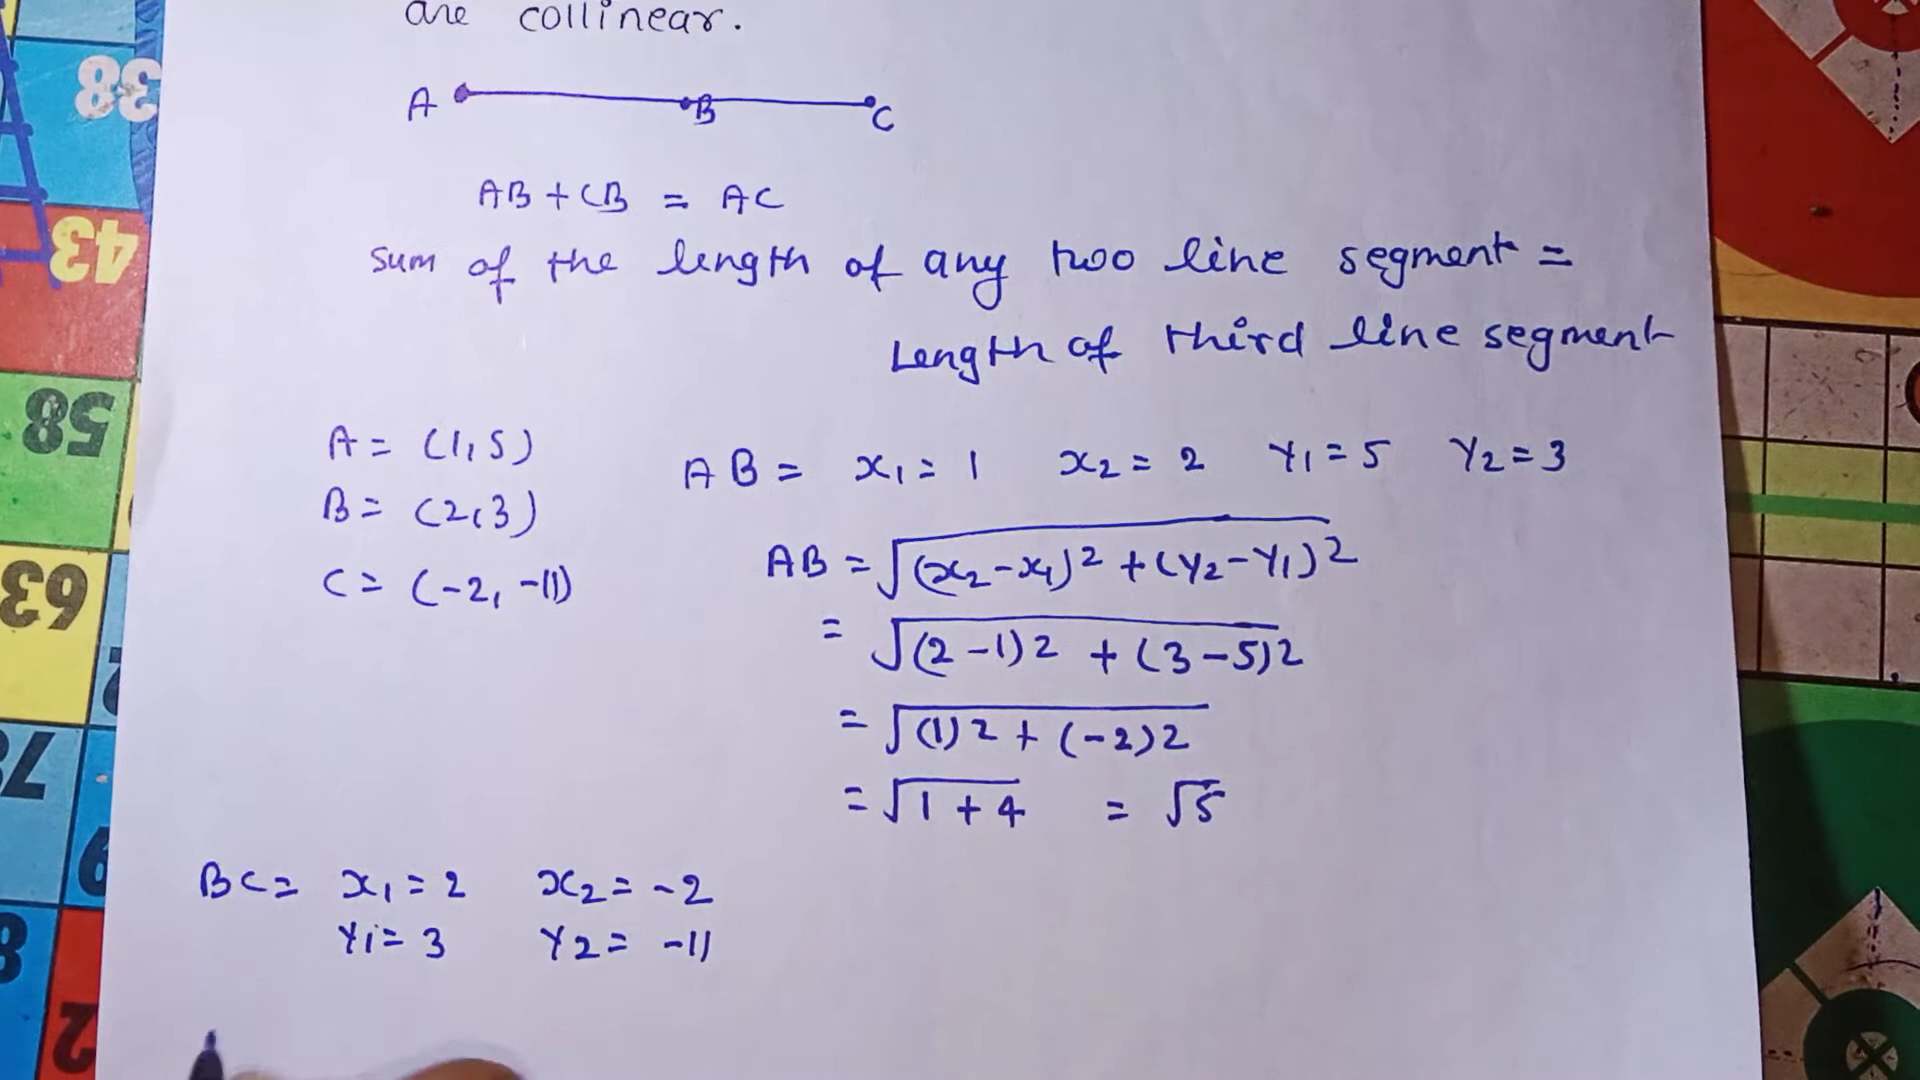 are collinear.
A B C
AB + CB = AC
sum of the length of any two line segment =
Length of third line segment
A = (1,5)
B = (2,3)
C = (-2, -11)
AB = x₁ = 1 x₂ = 2 Y₁ = 5 Y₂ = 3
AB = √(x₂-x₁)² + (Y₂-Y₁)²
= √(2-1)2 + (3-5)2
= √(1)2 + (-2)2
= √1+4 = √5
BC = x₁ = 2 x₂ = -2
Y₁ = 3 Y₂ = -11
38
43
58
63